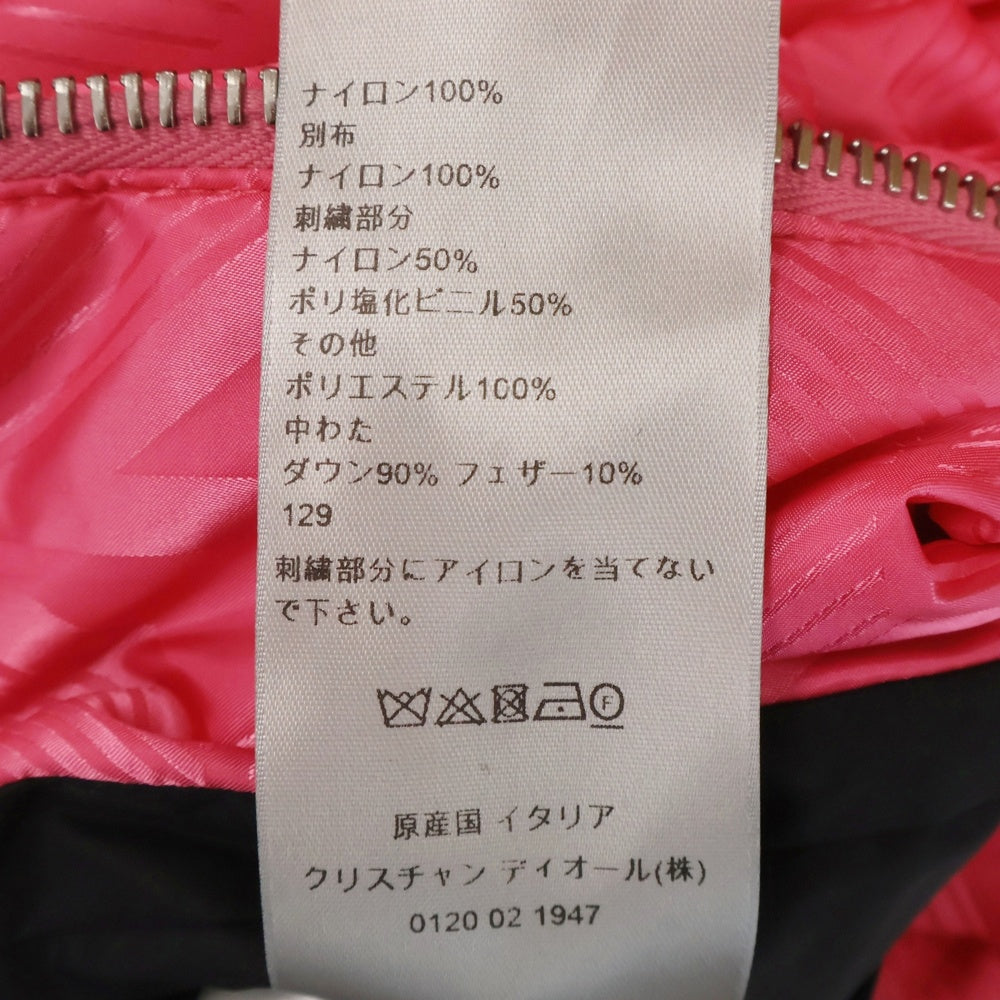 ナイロン100%
別布
ナイロン100%
刺繍部分
ナイロン50%
ポリ塩化ビニル50%
その他
ポリエステル100%
中わた
ダウン90% フェザー10%
129
刺繍部分にアイロンを当てない
で下さい。
F
原産国 イタリア
クリスチャン ディオール(株)
0120 02 1947